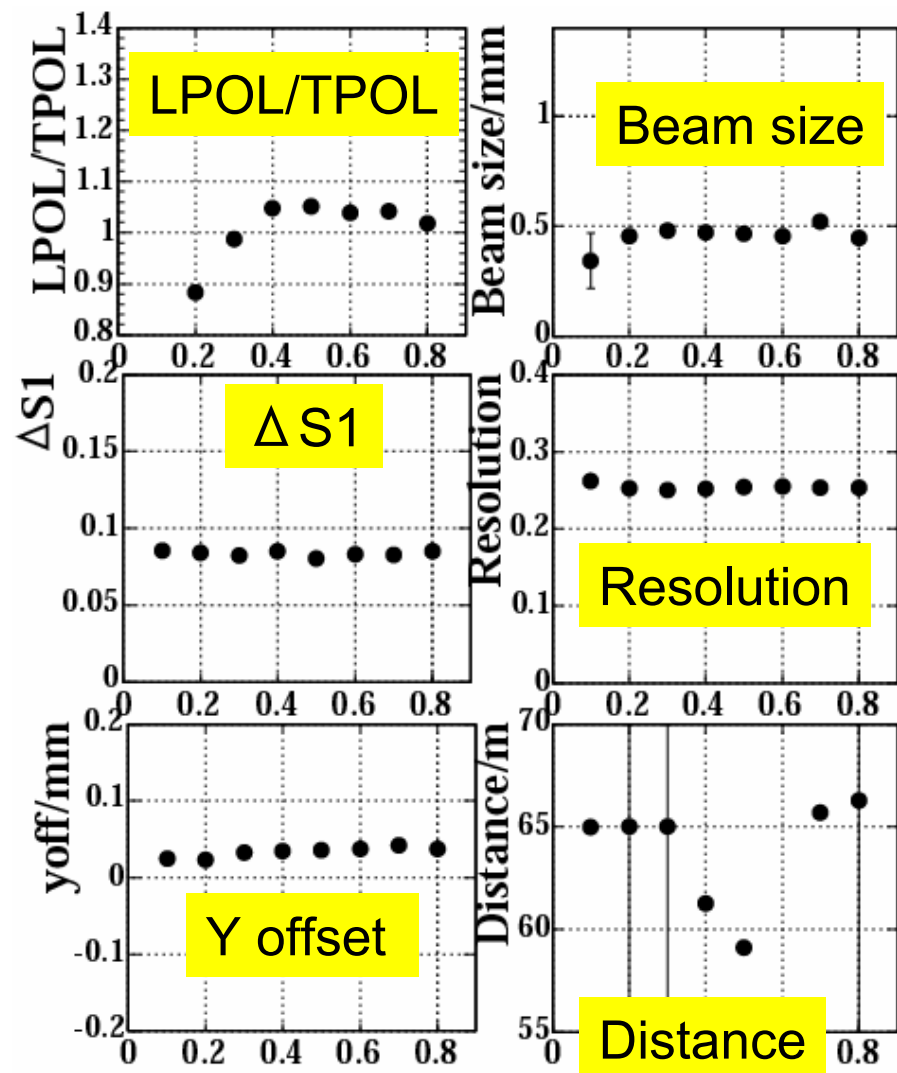 LPOL/TPOL
1.4
1.3
1.2
1.1
1
0.9
0.8
0 0.2 0.4 0.6 0.8
LPOL/TPOL
Beam size/mm
1
0.5
0
0 0.2 0.4 0.6 0.8
Beam size
ΔS1
0.2
0.15
0.1
0.05
0
0 0.2 0.4 0.6 0.8
Δ S1
Resolution
0.4
0.3
0.2
0.1
0
0 0.2 0.4 0.6 0.8
Resolution
yoff/mm
0.2
0.1
0
-0.1
-0.2
0 0.2 0.4 0.6 0.8
Y offset
Distance/m
70
65
60
55
0 0.8
Distance